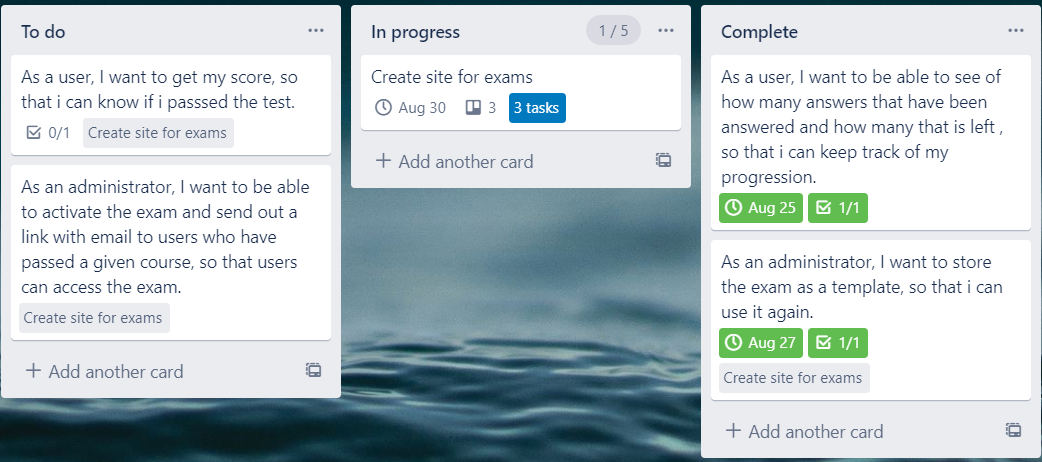 To do
As a user, I want to get my score, so
that i can know if i passsed the test.
0/1 Create site for exams
As an administrator, I want to be able
to activate the exam and send out a
link with email to users who have
passed a given course, so that users
can access the exam.
Create site for exams
+ Add another card
In progress 1 / 5
Create site for exams
Aug 30 3 3 tasks
+ Add another card
Complete
As a user, I want to be able to see of
how many answers that have been
answered and how many that is left ,
so that i can keep track of my
progression.
Aug 25 1/1
As an administrator, I want to store
the exam as a template, so that i can
use it again.
Aug 27 1/1
Create site for exams
+ Add another card